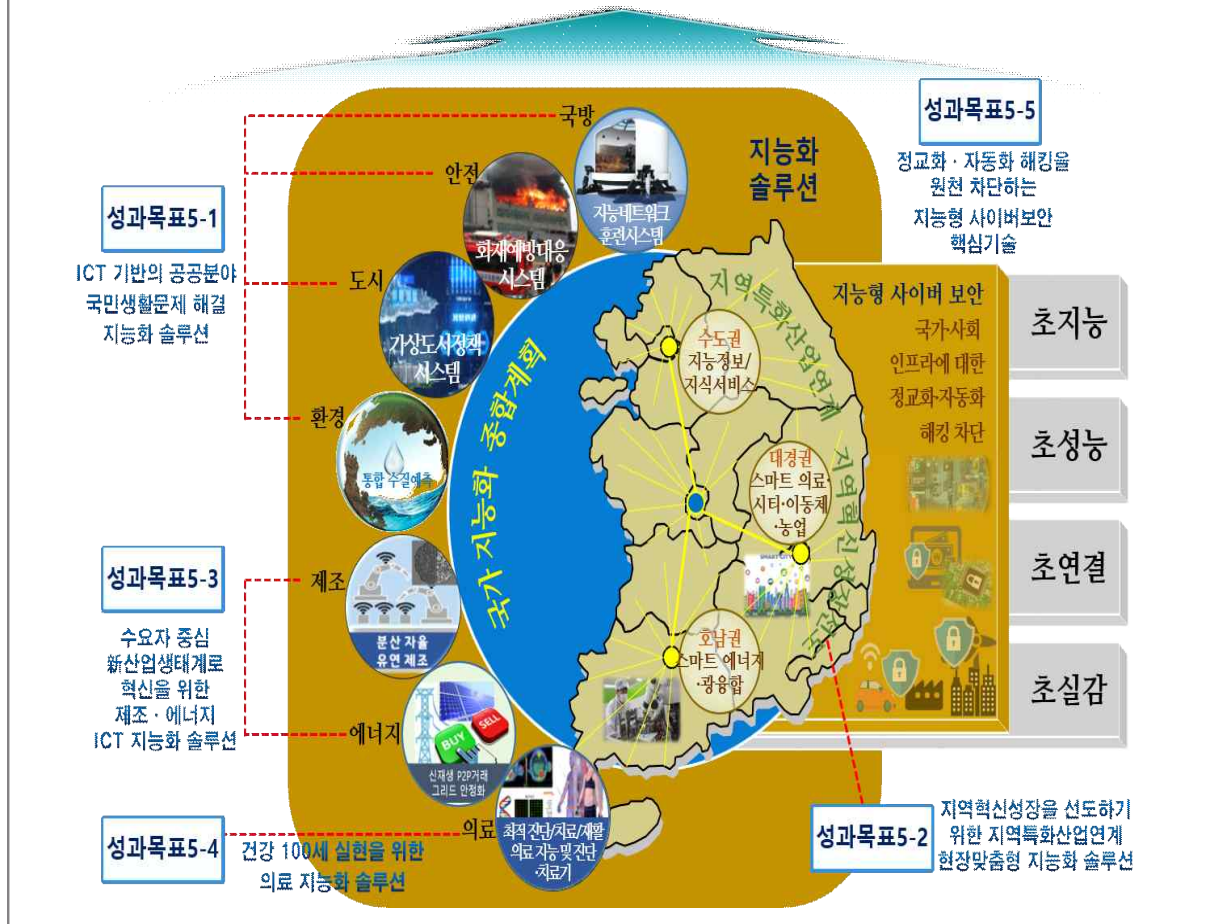 국방
지능화
솔루션
성과목표5-5
정교화·자동화 해킹을
원천 차단하는
지능형 사이버보안
핵심기술
안전
지능네트워크
훈련시스템
화재예방대응
시스템
성과목표5-1
ICT 기반의 공공분야
국민생활문제 해결
지능화 솔루션
도시
가상도시정책
시스템
환경
통합 수질예측
국가 지능화 종합계획
지역특화산업연계
지역혁신성장선도
수도권
지능정보/
지식서비스
대경권
스마트 의료·
시티·이동체
·농업
SMART CITY
호남권
스마트 에너지
·광융합
지능형 사이버 보안
국가·사회
인프라에 대한
정교화·자동화
해킹 차단
초지능
초성능
초연결
초실감
성과목표5-3
수요자 중심
新산업생태계로
혁신을 위한
제조·에너지
ICT 지능화 솔루션
제조
분산 자율
유연 제조
에너지
BUY
SELL
신재생 P2P거래
그리드 안정화
성과목표5-4
건강 100세 실현을 위한
의료 지능화 솔루션
의료
최적 진단/치료/재활
의료 지능 및 진단
·치료기
성과목표5-2
지역혁신성장을 선도하기
위한 지역특화산업연계
현장맞춤형 지능화 솔루션